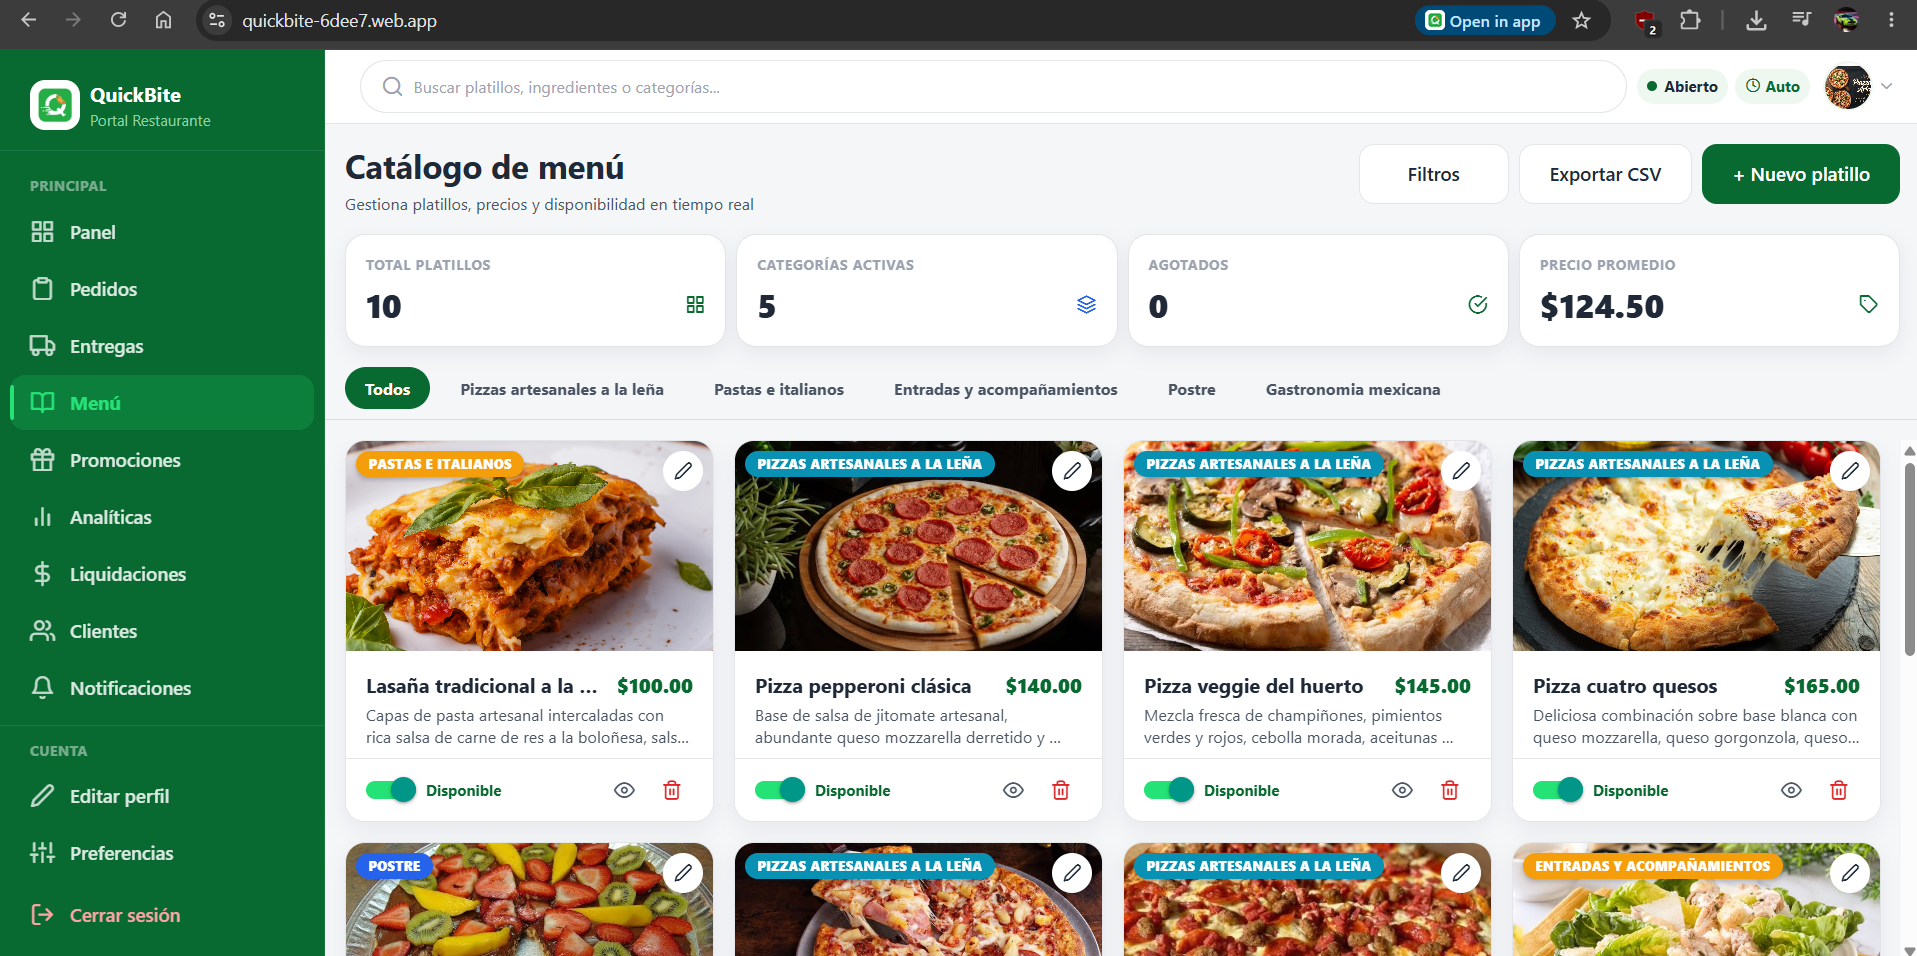 quickbite-6dee7.web.app
Open in app
2
QuickBite
Portal Restaurante
PRINCIPAL
Panel
Pedidos
Entregas
Menú
Promociones
Analíticas
Liquidaciones
Clientes
Notificaciones
CUENTA
Editar perfil
Preferencias
Cerrar sesión
Buscar platillos, ingredientes o categorías...
Abierto
Auto
Catálogo de menú
Gestiona platillos, precios y disponibilidad en tiempo real
Filtros
Exportar CSV
+ Nuevo platillo
TOTAL PLATILLOS
10
CATEGORÍAS ACTIVAS
5
AGOTADOS
0
PRECIO PROMEDIO
$124.50
Todos
Pizzas artesanales a la leña
Pastas e italianos
Entradas y acompañamientos
Postre
Gastronomia mexicana
PASTAS E ITALIANOS
Lasaña tradicional a la ... $100.00
Capas de pasta artesanal intercaladas con
rica salsa de carne de res a la boloñesa, sals...
Disponible
PIZZAS ARTESANALES A LA LEÑA
Pizza pepperoni clásica $140.00
Base de salsa de jitomate artesanal,
abundante queso mozzarella derretido y ...
Disponible
PIZZAS ARTESANALES A LA LEÑA
Pizza veggie del huerto $145.00
Mezcla fresca de champiñones, pimientos
verdes y rojos, cebolla morada, aceitunas ...
Disponible
PIZZAS ARTESANALES A LA LEÑA
Pizza cuatro quesos $165.00
Deliciosa combinación sobre base blanca con
queso mozzarella, queso gorgonzola, queso...
Disponible
POSTRE
PIZZAS ARTESANALES A LA LEÑA
PIZZAS ARTESANALES A LA LEÑA
ENTRADAS Y ACOMPAÑAMIENTOS